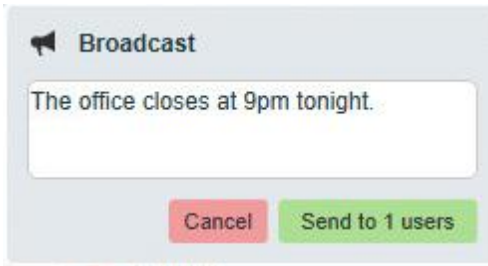 Broadcast
The office closes at 9pm tonight.
Cancel
Send to 1 users